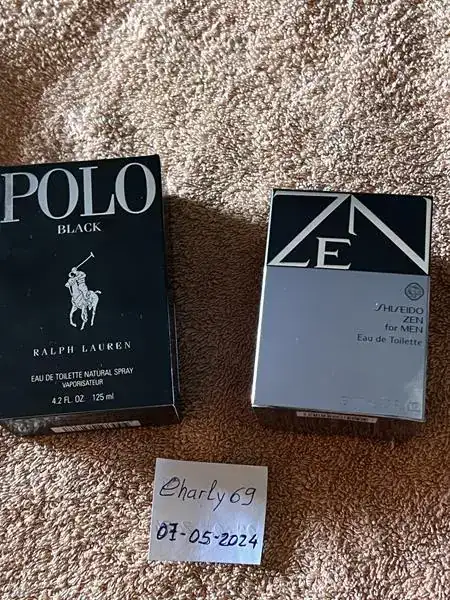 POLO
BLACK
RALPH LAUREN
EAU DE TOILETTE NATURAL SPRAY
VAPORISATEUR
4.2 FL. OZ. 125 ml
ZEN
SHISEIDO
ZEN
for MEN
Eau de Toilette
Charly69
07-05-2024